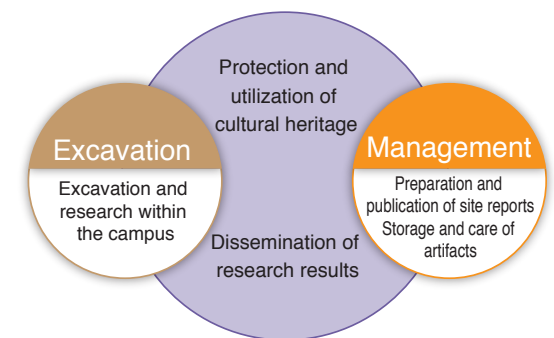 Protection and
utilization of
cultural heritage
Excavation
Excavation and
research within
the campus
Management
Preparation and
publication of site reports
Storage and care of
artifacts
Dissemination of
research results